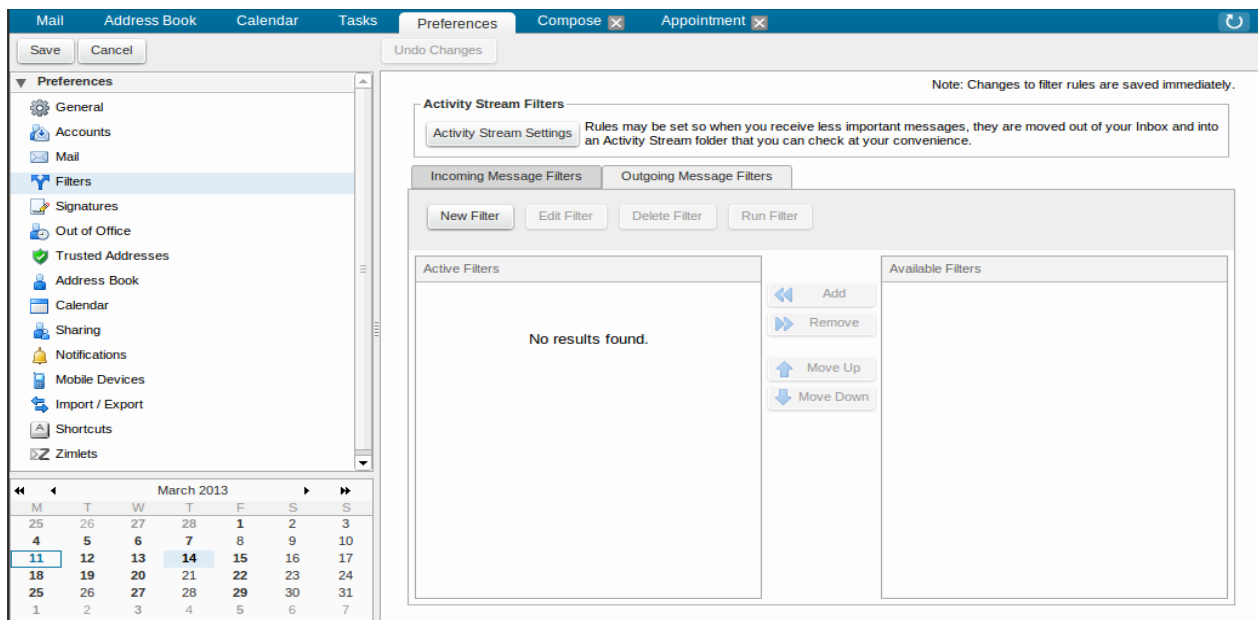 Mail Address Book Calendar Tasks Preferences Compose Appointment
Save Cancel Undo Changes
Preferences
General
Accounts
Mail
Filters
Signatures
Out of Office
Trusted Addresses
Address Book
Calendar
Sharing
Notifications
Mobile Devices
Import / Export
Shortcuts
Zimlets
March 2013
M T W T F S S
25 26 27 28 1 2 3
4 5 6 7 8 9 10
11 12 13 14 15 16 17
18 19 20 21 22 23 24
25 26 27 28 29 30 31
1 2 3 4 5 6 7
Note: Changes to filter rules are saved immediately.
Activity Stream Filters
Activity Stream Settings
Rules may be set so when you receive less important messages, they are moved out of your Inbox and into
an Activity Stream folder that you can check at your convenience.
Incoming Message Filters Outgoing Message Filters
New Filter Edit Filter Delete Filter Run Filter
Active Filters
No results found.
Add
Remove
Move Up
Move Down
Available Filters